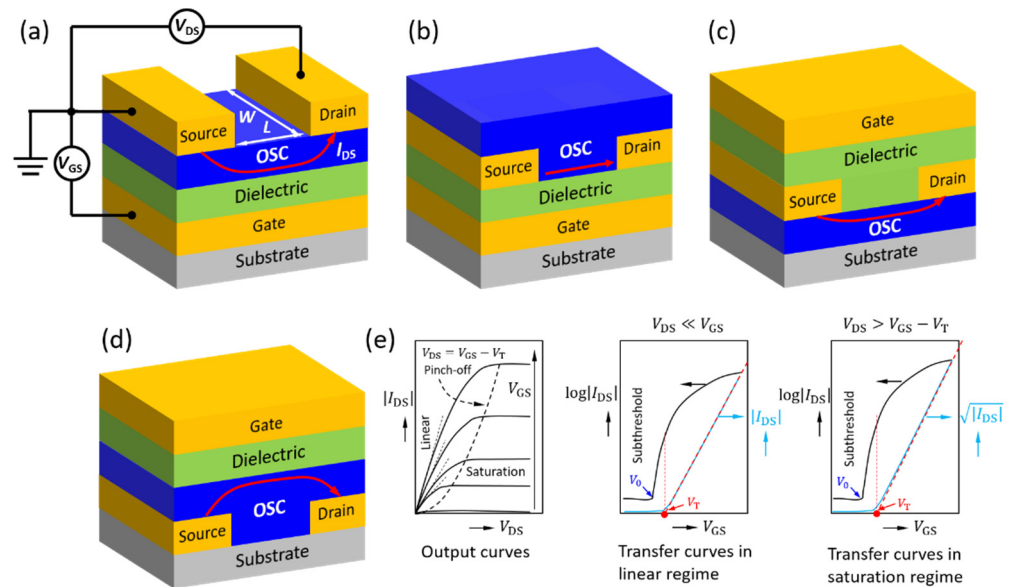 (a)
V_DS
V_GS
Source
W
L
Drain
OSC
I_DS
Dielectric
Gate
Substrate
(b)
OSC
Source
Drain
Dielectric
Gate
Substrate
(c)
Gate
Dielectric
Source
Drain
OSC
Substrate
(d)
Gate
Dielectric
OSC
Source
Drain
Substrate
(e)
V_DS = V_GS − V_T
Pinch-off
|I_DS|
V_GS
Linear
Saturation
V_DS
Output curves
V_DS ≪ V_GS
log|I_DS|
Subthreshold
|I_DS|
V_0
V_T
V_GS
Transfer curves in
linear regime
V_DS > V_GS − V_T
log|I_DS|
Subthreshold
√|I_DS|
V_0
V_T
V_GS
Transfer curves in
saturation regime